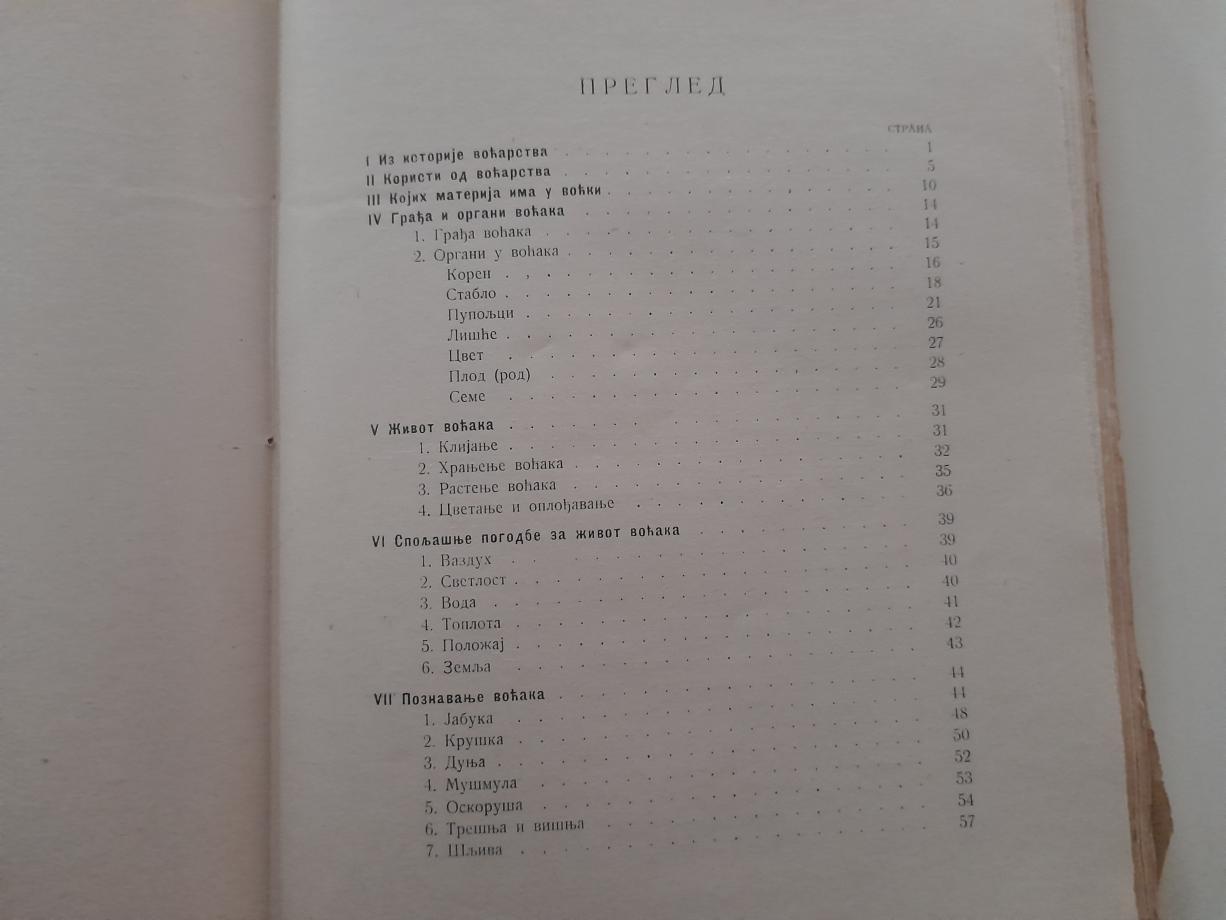 ПРЕГЛЕД
СТРАНА
I Из историје воћарства . . . . . . . . . . . . . . . . 1
II Користи од воћарства . . . . . . . . . . . . . . . . 5
III Којих материја има у воћки . . . . . . . . . . . . . . 10
IV Грађа и органи воћака . . . . . . . . . . . . . . . 14
1. Грађа воћака . . . . . . . . . . . . . . . . . 14
2. Органи у воћака . . . . . . . . . . . . . . . . 15
Корен . . . . . . . . . . . . . . . . . . . 16
Стабло . . . . . . . . . . . . . . . . . . . 18
Пупољци . . . . . . . . . . . . . . . . . . 21
Лишће . . . . . . . . . . . . . . . . . . . 26
Цвет . . . . . . . . . . . . . . . . . . . 27
Плод (род) . . . . . . . . . . . . . . . . . 28
Семе . . . . . . . . . . . . . . . . . . . 29
V Живот воћака . . . . . . . . . . . . . . . . . . . 31
1. Клијање . . . . . . . . . . . . . . . . . . . 31
2. Храњење воћака . . . . . . . . . . . . . . . . 32
3. Растење воћака . . . . . . . . . . . . . . . . 35
4. Цветање и оплођавање . . . . . . . . . . . . . 36
VI Спољашње погодбе за живот воћака . . . . . . . . . . 39
1. Ваздух . . . . . . . . . . . . . . . . . . . 39
2. Светлост . . . . . . . . . . . . . . . . . . . 40
3. Вода . . . . . . . . . . . . . . . . . . . . 40
4. Топлота . . . . . . . . . . . . . . . . . . . 41
5. Положај . . . . . . . . . . . . . . . . . . . 42
6. Земља . . . . . . . . . . . . . . . . . . . 43
VII Познавање воћака . . . . . . . . . . . . . . . . . 44
1. Јабука . . . . . . . . . . . . . . . . . . . 44
2. Крушка . . . . . . . . . . . . . . . . . . . 48
3. Дуња . . . . . . . . . . . . . . . . . . . . 50
4. Мушмула . . . . . . . . . . . . . . . . . . 52
5. Оскоруша . . . . . . . . . . . . . . . . . . 53
6. Трешња и вишња . . . . . . . . . . . . . . . 54
7. Шљива . . . . . . . . . . . . . . . . . . . 57